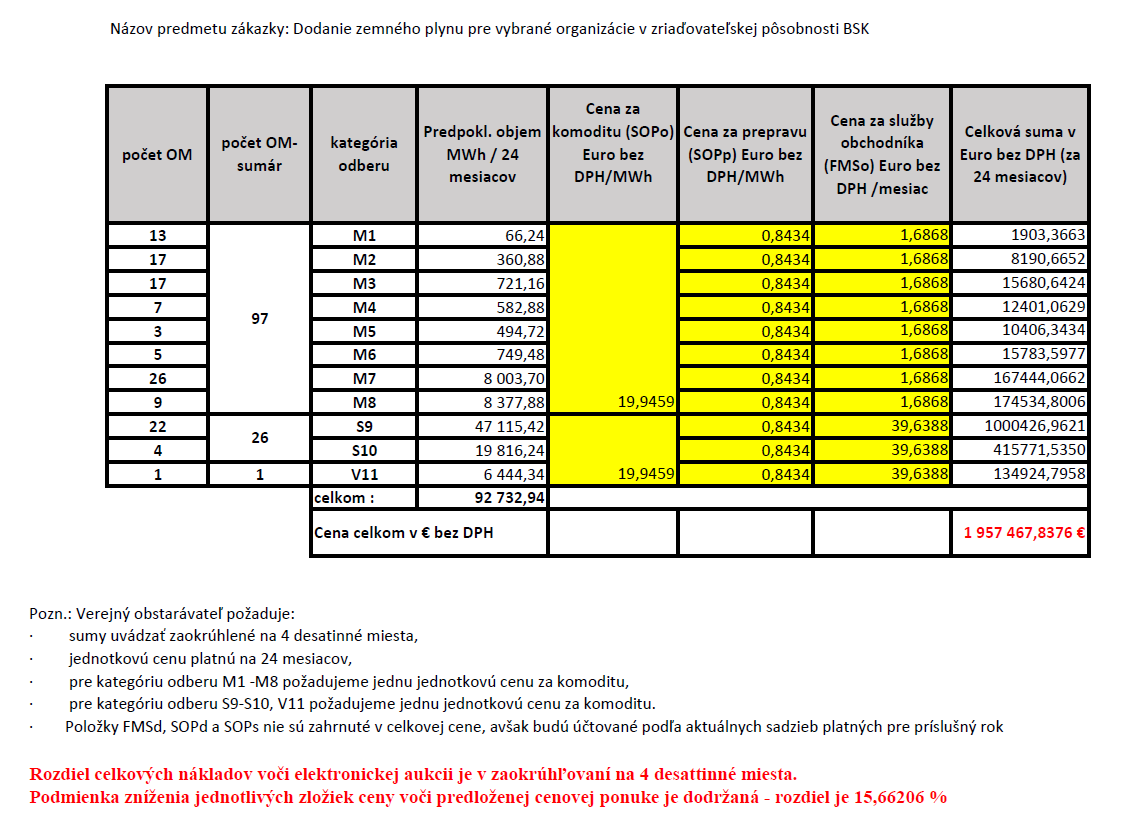 Názov predmetu zákazky: Dodanie zemného plynu pre vybrané organizácie v zriaďovateľskej pôsobnosti BSK
počet OM
počet OM-
sumár
kategória
odberu
Predpokl. objem
MWh / 24
mesiacov
Cena za
komoditu (SOPo)
Euro bez
DPH/MWh
Cena za prepravu
(SOPp) Euro bez
DPH/MWh
Cena za služby
obchodníka
(FMSo) Euro bez
DPH /mesiac
Celková suma v
Euro bez DPH (za
24 mesiacov)
13 M1 66,24 0,8434 1,6868 1903,3663
17 M2 360,88 0,8434 1,6868 8190,6652
17 M3 721,16 0,8434 1,6868 15680,6424
7 M4 582,88 0,8434 1,6868 12401,0629
97
3 M5 494,72 0,8434 1,6868 10406,3434
5 M6 749,48 0,8434 1,6868 15783,5977
26 M7 8 003,70 0,8434 1,6868 167444,0662
9 M8 8 377,88 19,9459 0,8434 1,6868 174534,8006
22 S9 47 115,42 0,8434 39,6388 1000426,9621
26
4 S10 19 816,24 0,8434 39,6388 415771,5350
1 1 V11 6 444,34 19,9459 0,8434 39,6388 134924,7958
celkom : 92 732,94
Cena celkom v € bez DPH 1 957 467,8376 €
Pozn.: Verejný obstarávateľ požaduje:
· sumy uvádzať zaokrúhlené na 4 desatinné miesta,
· jednotkovú cenu platnú na 24 mesiacov,
· pre kategóriu odberu M1 -M8 požadujeme jednu jednotkovú cenu za komoditu,
· pre kategóriu odberu S9-S10, V11 požadujeme jednu jednotkovú cenu za komoditu.
· Položky FMSd, SOPd a SOPs nie sú zahrnuté v celkovej cene, avšak budú účtované podľa aktuálnych sadzieb platných pre príslušný rok
Rozdiel celkových nákladov voči elektronickej aukcii je v zaokrúhľovaní na 4 desattinné miesta.
Podmienka zníženia jednotlivých zložiek ceny voči predloženej cenovej ponuke je dodržaná - rozdiel je 15,66206 %